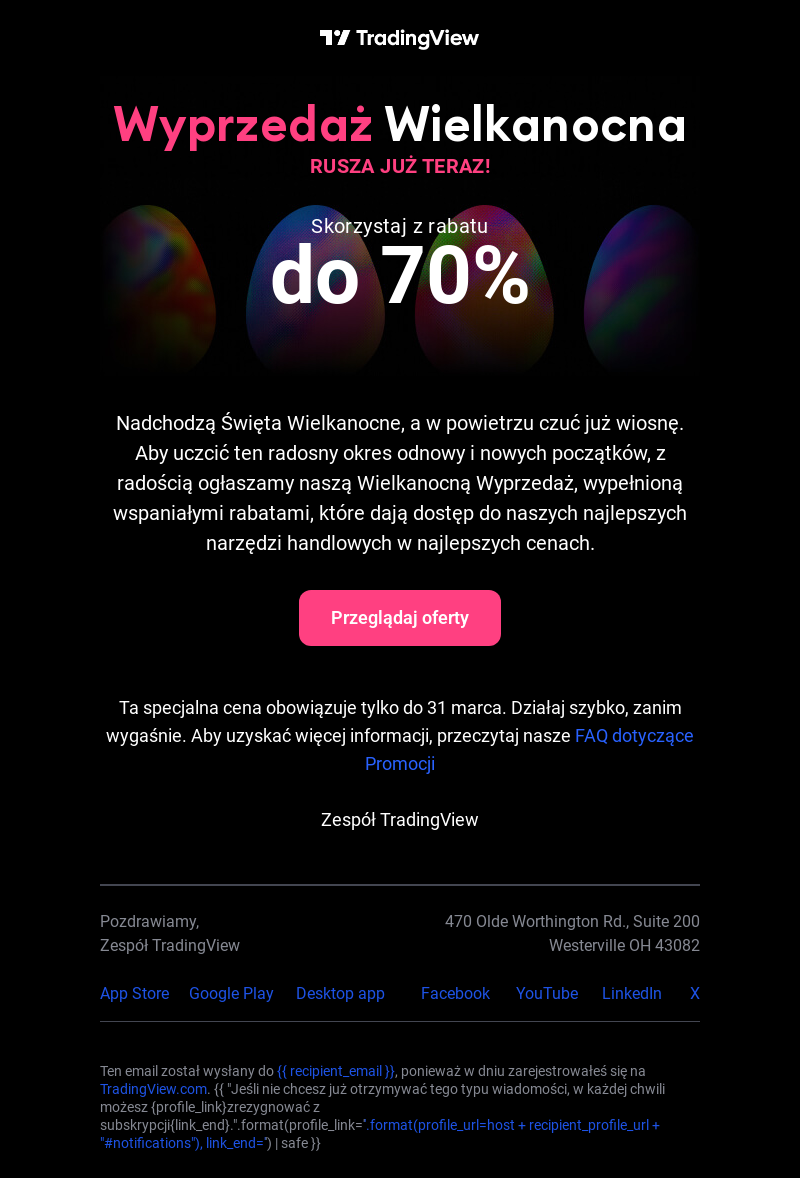 TradingView
Wyprzedaż Wielkanocna
RUSZA JUŻ TERAZ!
Skorzystaj z rabatu
do 70%
Nadchodzą Święta Wielkanocne, a w powietrzu czuć już wiosnę.
Aby uczcić ten radosny okres odnowy i nowych początków, z
radością ogłaszamy naszą Wielkanocną Wyprzedaż, wypełnioną
wspaniałymi rabatami, które dają dostęp do naszych najlepszych
narzędzi handlowych w najlepszych cenach.
Przeglądaj oferty
Ta specjalna cena obowiązuje tylko do 31 marca. Działaj szybko, zanim
wygaśnie. Aby uzyskać więcej informacji, przeczytaj nasze FAQ dotyczące
Promocji
Zespół TradingView
Pozdrawiamy,
Zespół TradingView
470 Olde Worthington Rd., Suite 200
Westerville OH 43082
App Store Google Play Desktop app Facebook YouTube LinkedIn X
Ten email został wysłany do {{ recipient_email }}, ponieważ w dniu zarejestrowałeś się na
TradingView.com. {{ "Jeśli nie chcesz już otrzymywać tego typu wiadomości, w każdej chwili
możesz {profile_link}zrezygnować z
subskrypcji{link_end}.".format(profile_link=''.format(profile_url=host + recipient_profile_url +
"#notifications"), link_end='') | safe }}